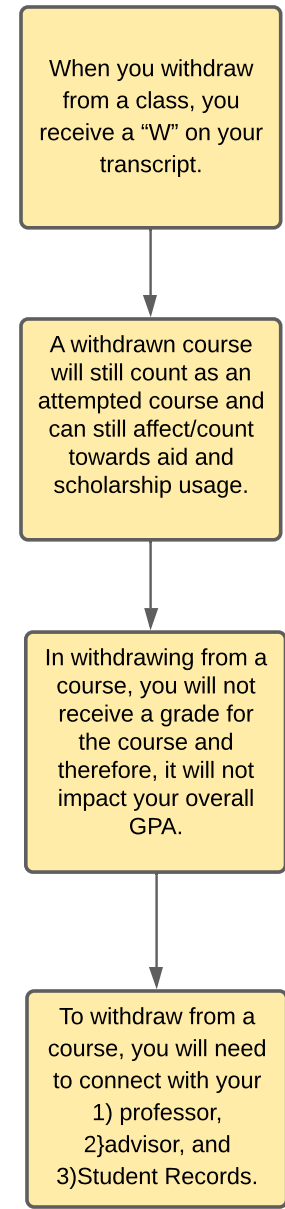 When you withdraw
from a class, you
receive a “W” on your
transcript.
A withdrawn course
will still count as an
attempted course and
can still affect/count
towards aid and
scholarship usage.
In withdrawing from a
course, you will not
receive a grade for
the course and
therefore, it will not
impact your overall
GPA.
To withdraw from a
course, you will need
to connect with your
1) professor,
2}advisor, and
3)Student Records.